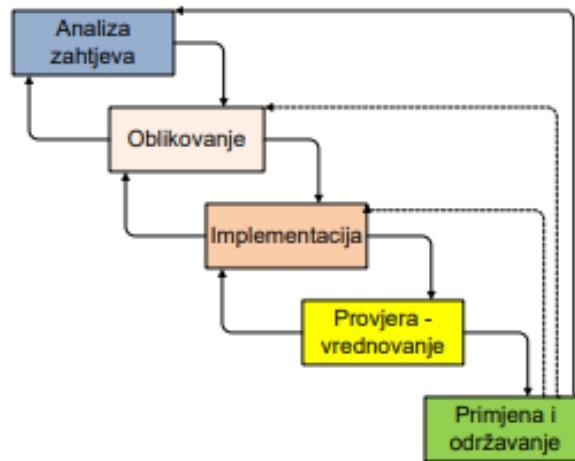 Analiza
zahtjeva
Oblikovanje
Implementacija
Provjera -
vrednovanje
Primjena i
održavanje